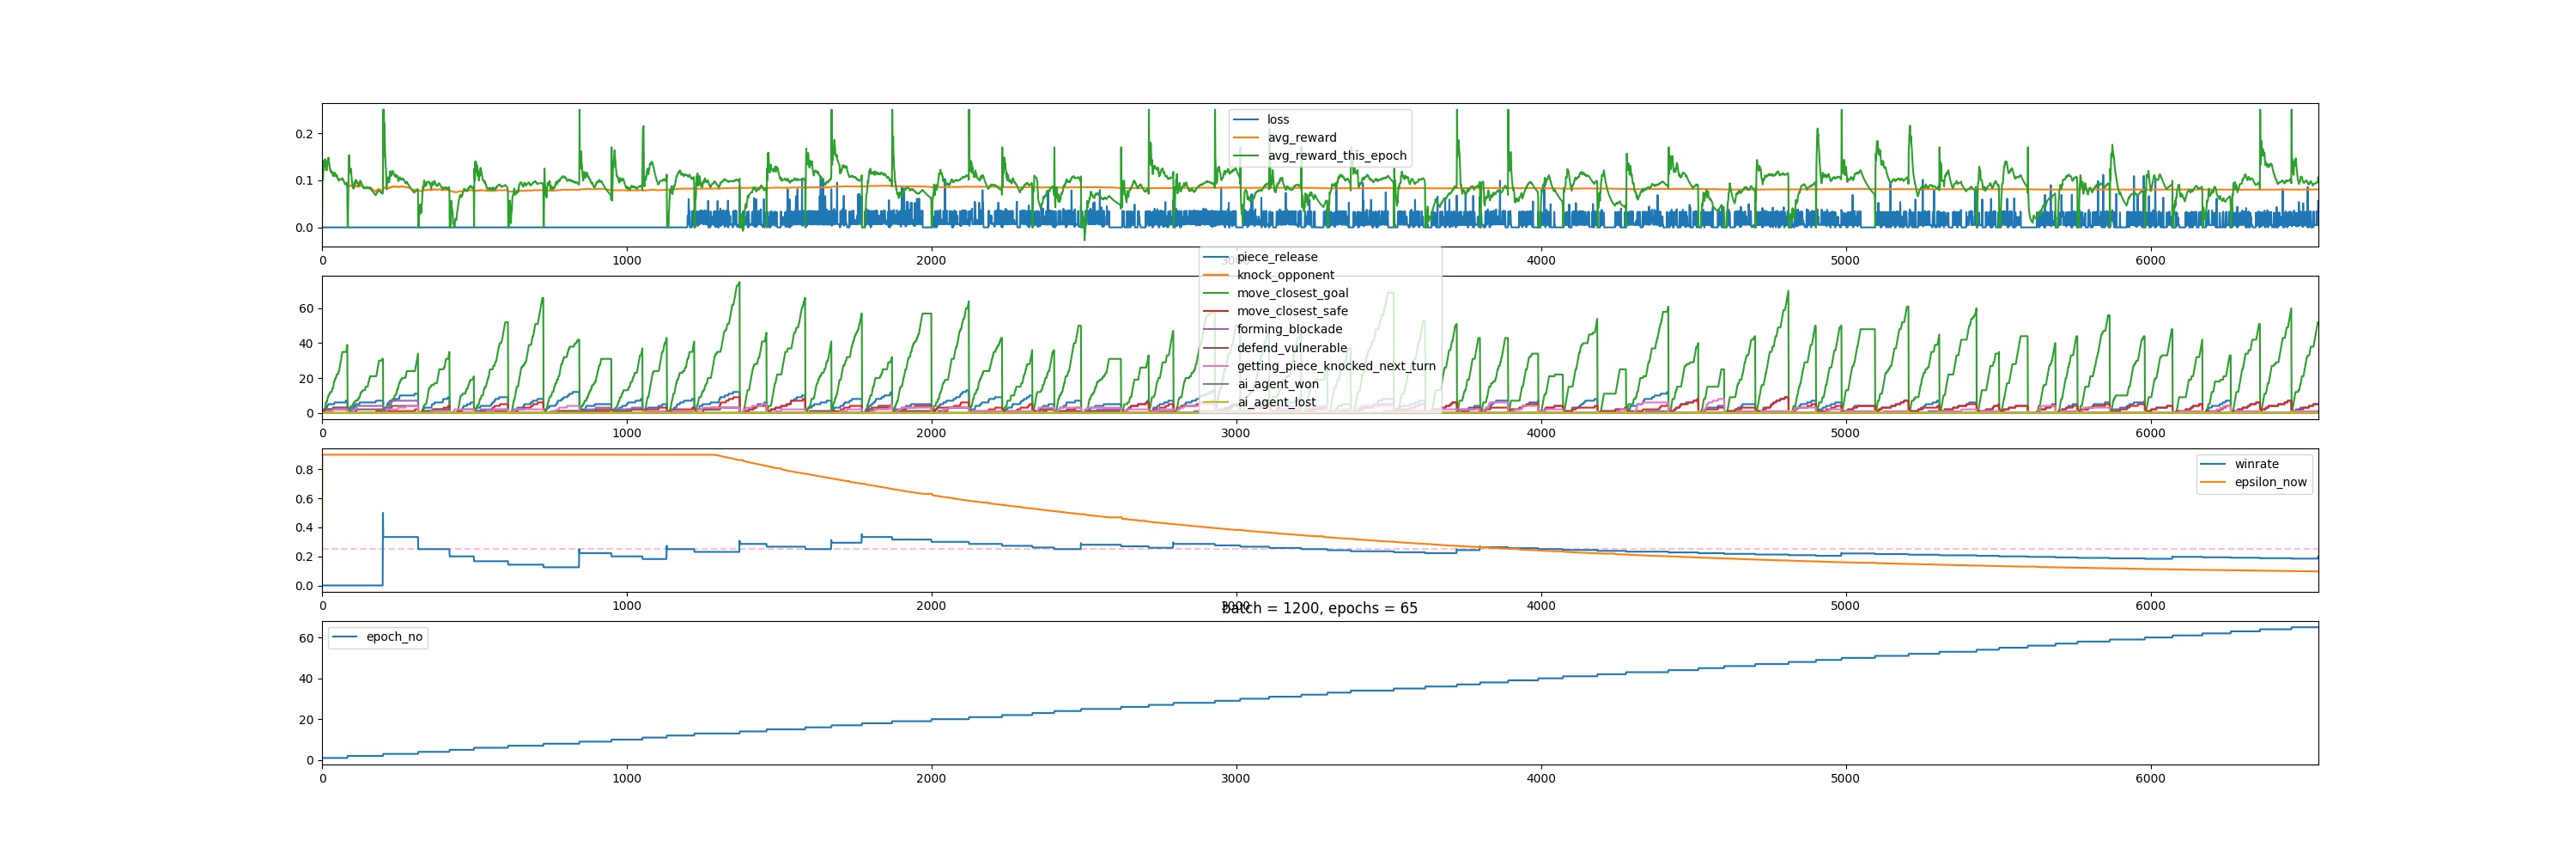 loss
avg_reward
avg_reward_this_epoch
0.2
0.1
0.0
0 1000 2000 3000 4000 5000 6000
piece_release
knock_opponent
move_closest_goal
move_closest_safe
forming_blockade
defend_vulnerable
getting_piece_knocked_next_turn
ai_agent_won
ai_agent_lost
60
40
20
0
0 1000 2000 3000 4000 5000 6000
winrate
epsilon_now
0.8
0.6
0.4
0.2
0.0
0 1000 2000 3000 4000 5000 6000
batch = 1200, epochs = 65
epoch_no
60
40
20
0
0 1000 2000 3000 4000 5000 6000